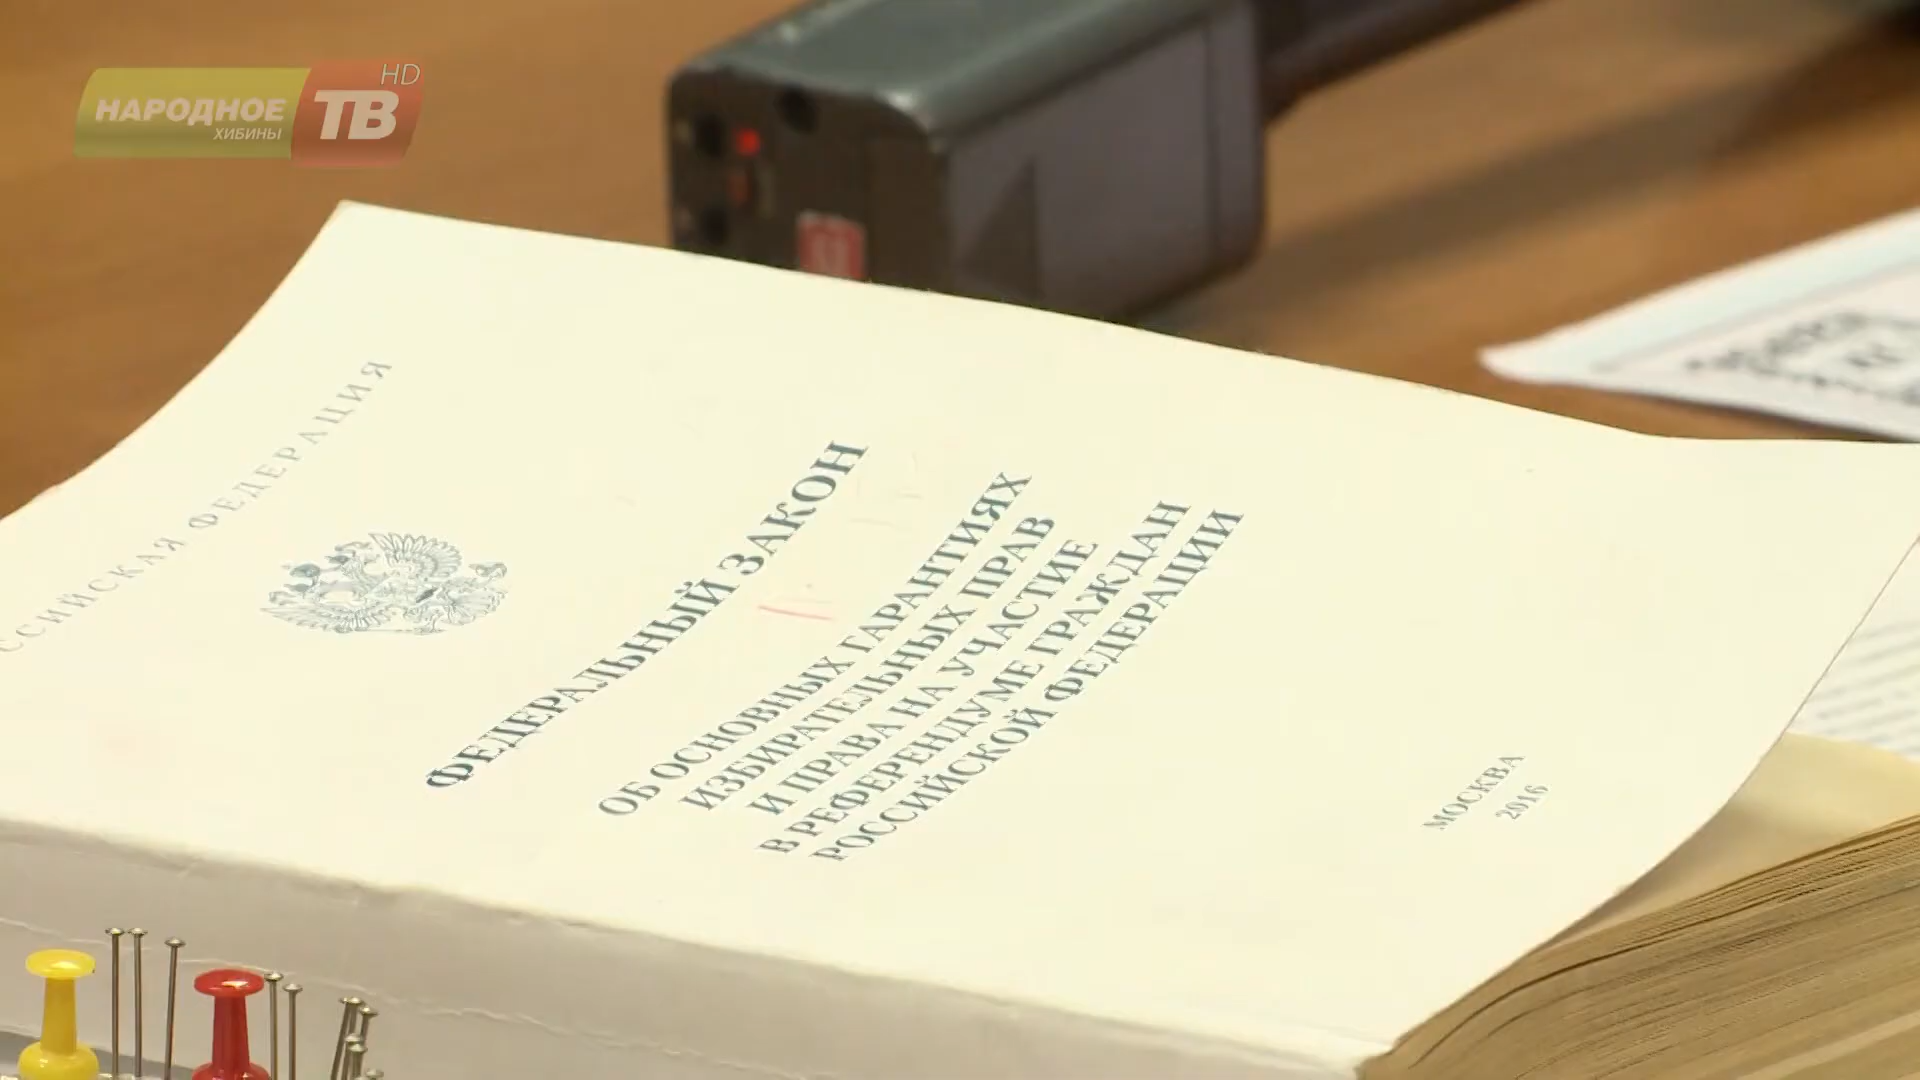 НАРОДНОЕ
ХИБИНЫ
ТВ
HD
ССИЙСКАЯ ФЕДЕРАЦИЯ
ФЕДЕРАЛЬНЫЙ ЗАКОН
ОБ ОСНОВНЫХ ГАРАНТИЯХ
ИЗБИРАТЕЛЬНЫХ ПРАВ
И ПРАВА НА УЧАСТИЕ
В РЕФЕРЕНДУМЕ ГРАЖДАН
РОССИЙСКОЙ ФЕДЕРАЦИИ
МОСКВА
2016